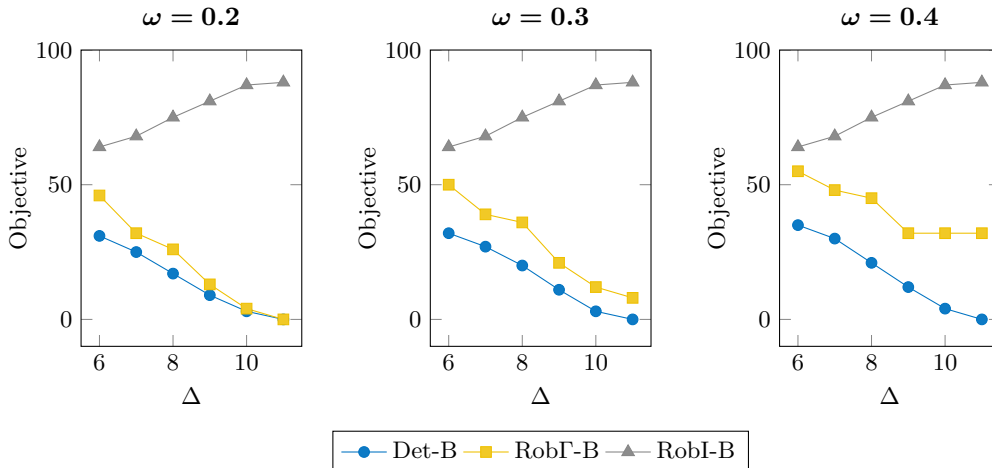 ω = 0.2
ω = 0.3
ω = 0.4
100
50
0
Objective
6 8 10
Δ
100
50
0
Objective
6 8 10
Δ
100
50
0
Objective
6 8 10
Δ
Det-B RobΓ-B RobI-B